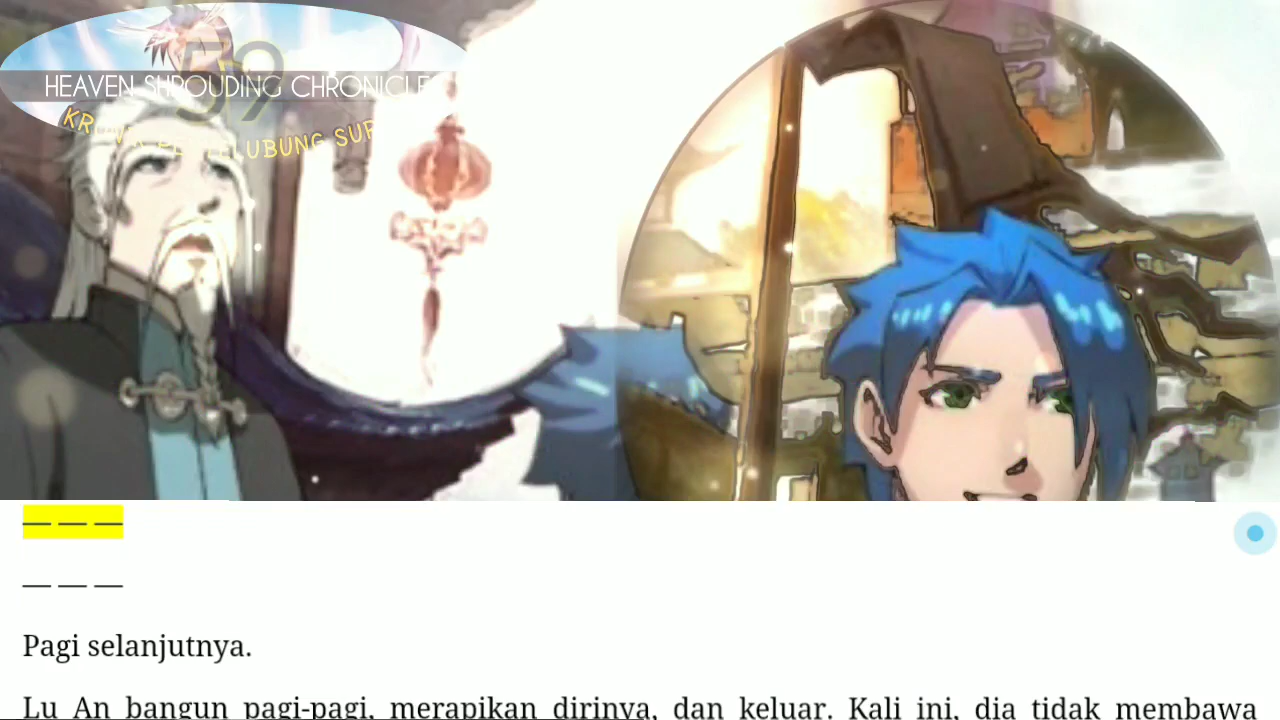 59
HEAVEN SHROUDING CHRONICLE
— — —
— — —
Pagi selanjutnya.
Lu An bangun pagi-pagi, merapikan dirinya, dan keluar. Kali ini, dia tidak membawa